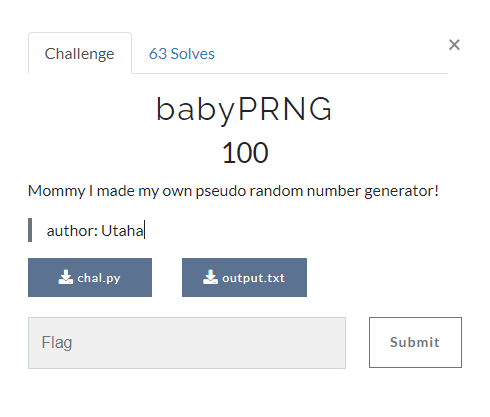 Challenge
63 Solves
×
babyPRNG
100
Mommy I made my own pseudo random number generator!
author: Utaha
chal.py
output.txt
Flag
Submit